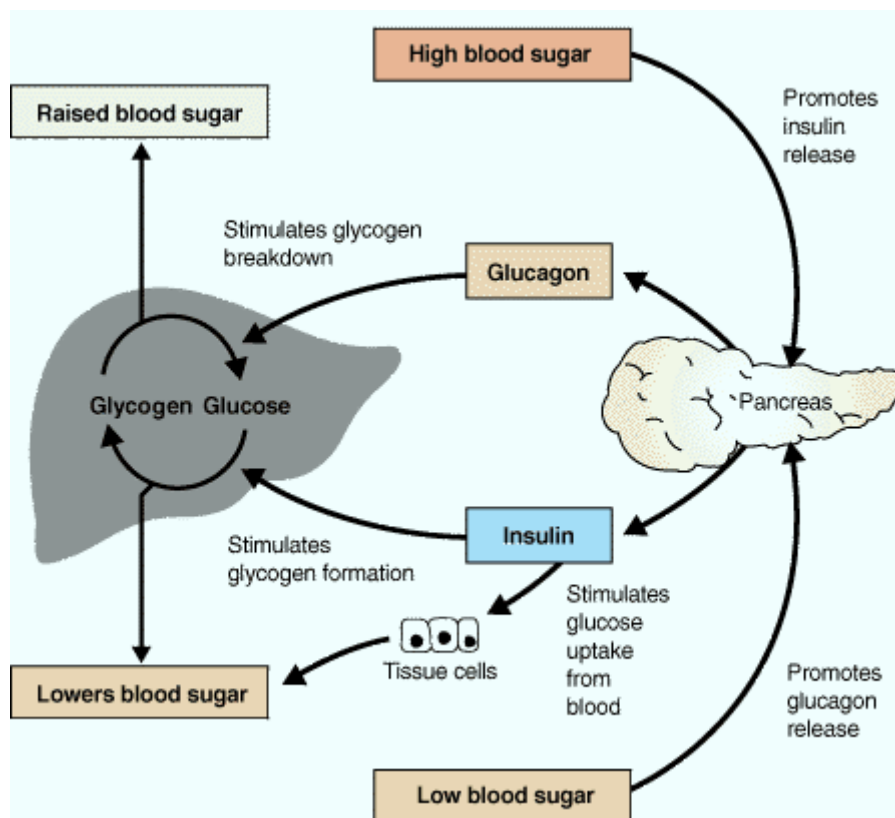 High blood sugar
Raised blood sugar
Promotes
insulin
release
Stimulates glycogen
breakdown
Glucagon
Glycogen Glucose
Pancreas
Insulin
Stimulates
glycogen formation
Stimulates
glucose
uptake
from
blood
Tissue cells
Lowers blood sugar
Promotes
glucagon
release
Low blood sugar